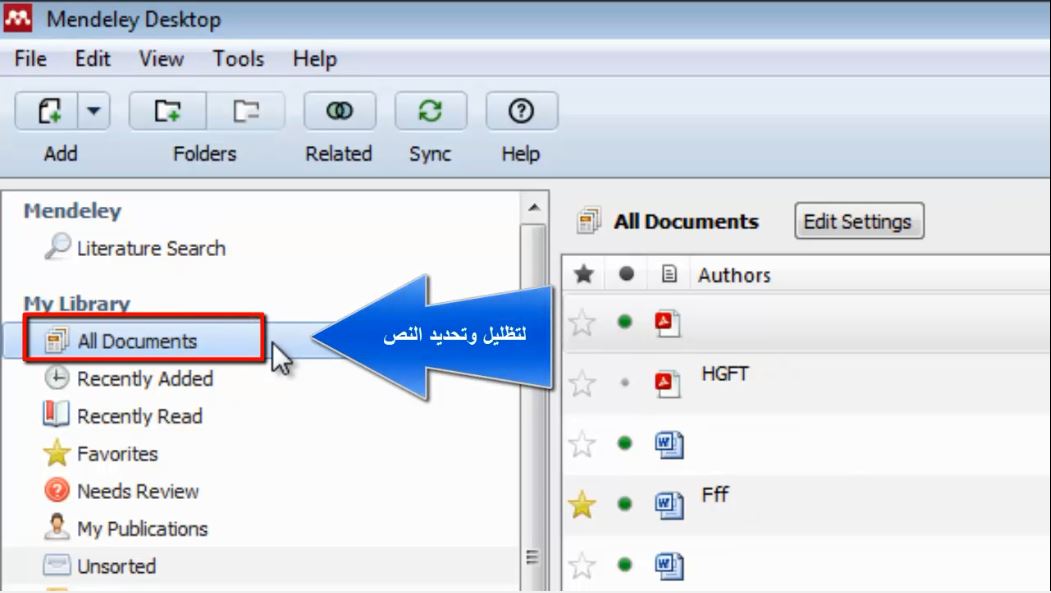 Mendeley Desktop
File Edit View Tools Help
Add Folders Related Sync Help
Mendeley
Literature Search
My Library
All Documents
Recently Added
Recently Read
Favorites
Needs Review
My Publications
Unsorted
لتظليل وتحديد النص
All Documents Edit Settings
Authors
HGFT
Fff